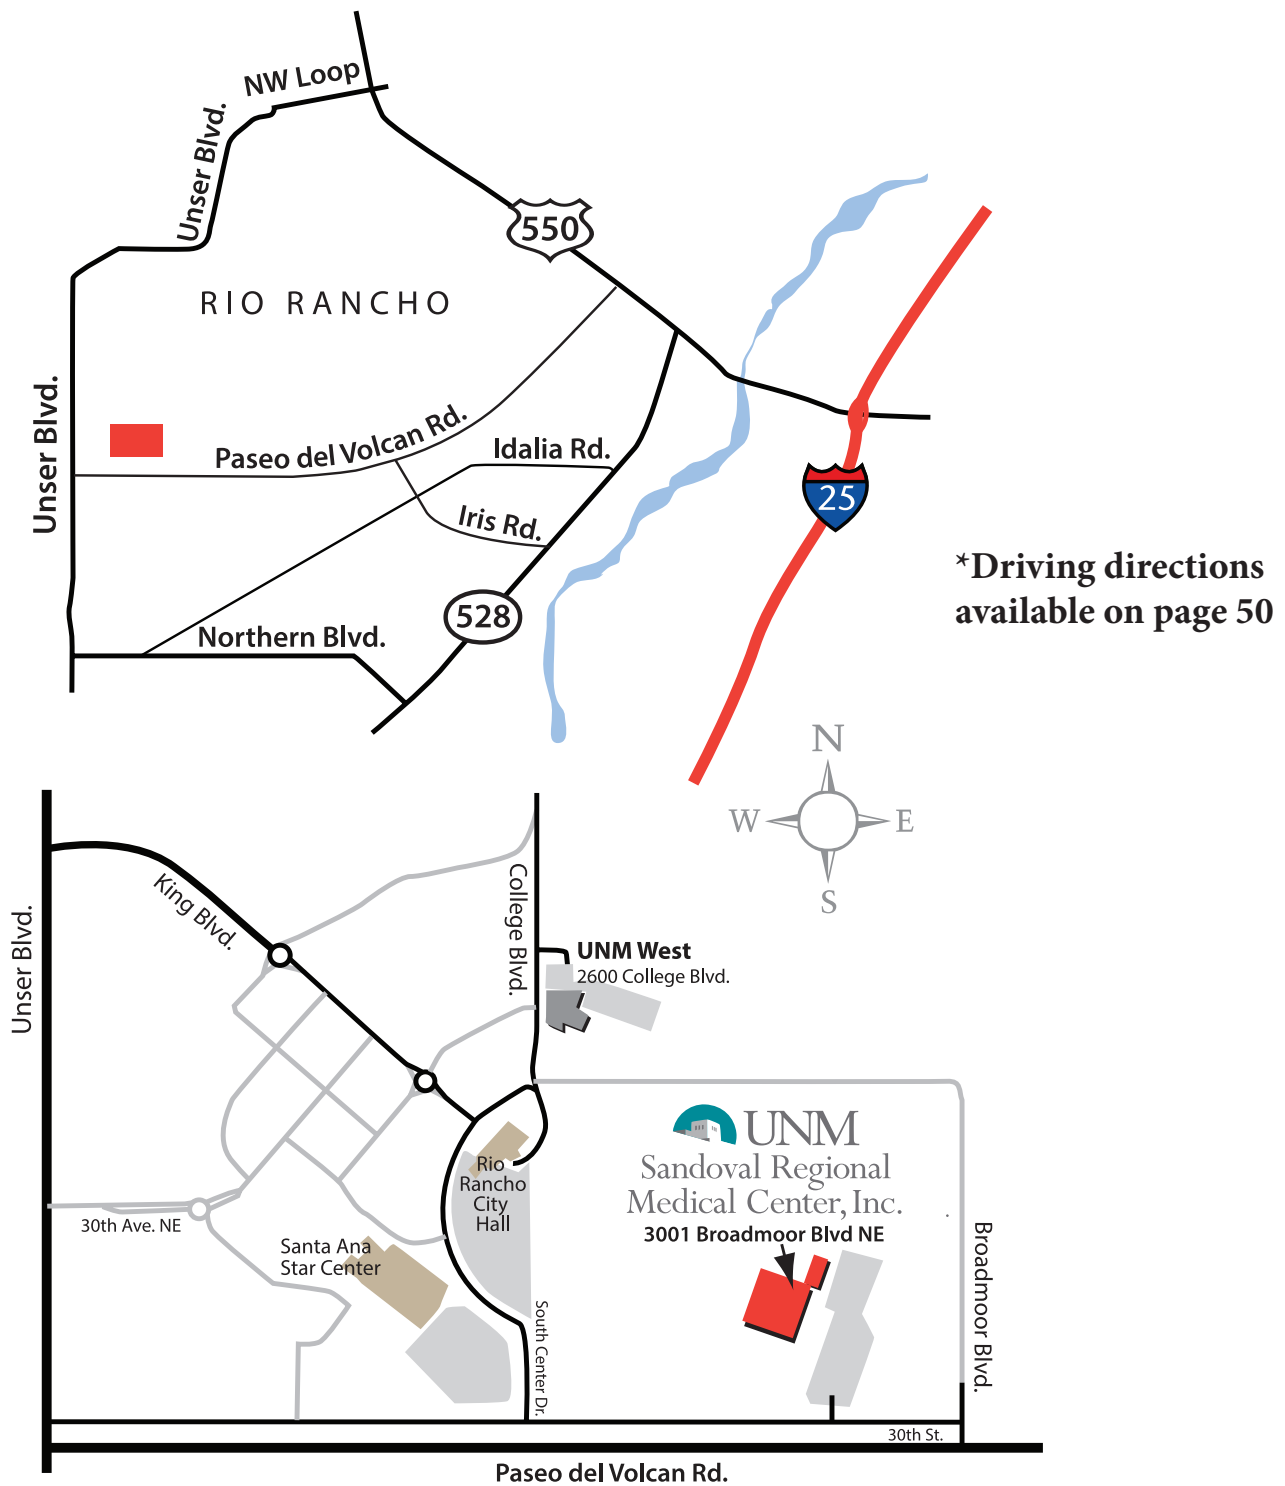 NW Loop
Unser Blvd.
550
RIO RANCHO
Unser Blvd.
Paseo del Volcan Rd.
Idalia Rd.
25
Iris Rd.
*Driving directions
available on page 50
528
Northern Blvd.
N
W
E
S
King Blvd.
College Blvd.
Unser Blvd.
UNM West
2600 College Blvd.
UNM
Sandoval Regional
Medical Center, Inc.
3001 Broadmoor Blvd NE
Rio
Rancho
City
Hall
30th Ave. NE
Santa Ana
Star Center
South Center Dr.
Broadmoor Blvd.
30th St.
Paseo del Volcan Rd.